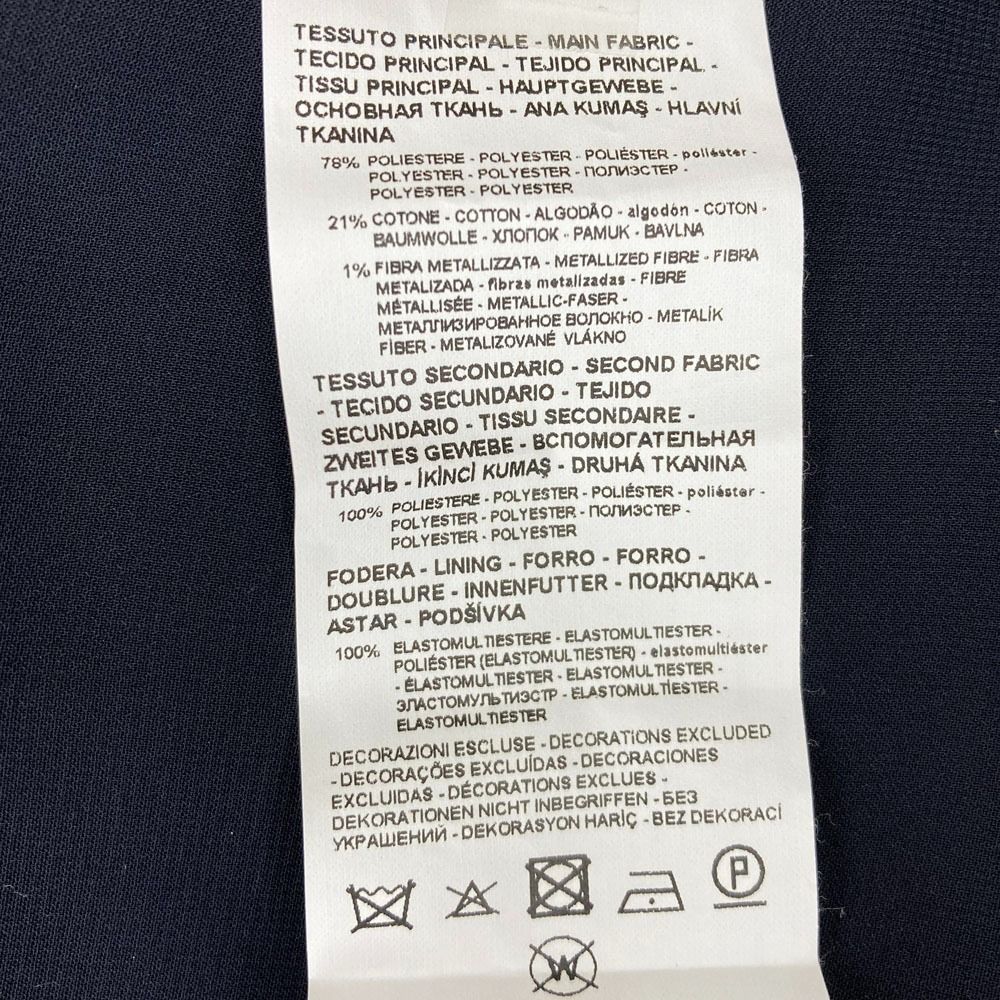 TESSUTO PRINCIPALE - MAIN FABRIC -
TECIDO PRINCIPAL - TEJIDO PRINCIPAL -
TISSU PRINCIPAL - HAUPTGEWEBE -
ОСНОВНАЯ ТКАНЬ - ANA KUMAŞ - HLAVNÍ
TKANINA
78% POLIESTERE - POLYESTER - POLIÉSTER - poliéster -
POLYESTER - POLYESTER - ПОЛИЭСТЕР -
POLYESTER - POLYESTER
21% COTONE - COTTON - ALGODÃO - algodón - COTON -
BAUMWOLLE - ХЛОПОК - PAMUK - BAVLNA
1% FIBRA METALLIZZATA - METALLIZED FIBRE - FIBRA
METALIZADA - fibras metalizadas - FIBRE
MÉTALLISÉE - METALLIC-FASER -
МЕТАЛЛИЗИРОВАННОЕ ВОЛОКНО - METALİK
FİBER - METALIZOVANÉ VLÁKNO
TESSUTO SECONDARIO - SECOND FABRIC
- TECIDO SECUNDARIO - TEJIDO
SECUNDARIO - TISSU SECONDAIRE -
ZWEITES GEWEBE - ВСПОМОГАТЕЛЬНАЯ
ТКАНЬ - İKİNCİ KUMAŞ - DRUHÁ TKANINA
100% POLIESTERE - POLYESTER - POLIÉSTER - poliéster -
POLYESTER - POLYESTER - ПОЛИЭСТЕР -
POLYESTER - POLYESTER
FODERA - LINING - FORRO - FORRO -
DOUBLURE - INNENFUTTER - ПОДКЛАДКА -
ASTAR - PODŠÍVKA
100% ELASTOMULTIESTERE - ELASTOMULTIESTER -
POLIÉSTER (ELASTOMULTIESTER) - elastomultiéster
- ÉLASTOMULTIESTER - ELASTOMULTIESTER -
ЭЛАСТОМУЛЬТИЭСТР - ELASTOMULTİESTER -
ELASTOMULTIESTER
DECORAZIONI ESCLUSE - DECORATIONS EXCLUDED
- DECORAÇÕES EXCLUÍDAS - DECORACIONES
EXCLUIDAS - DÉCORATIONS EXCLUES -
DEKORATIONEN NICHT INBEGRIFFEN - БЕЗ
УКРАШЕНИЙ - DEKORASYON HARİÇ - BEZ DEKORACÍ
P
W